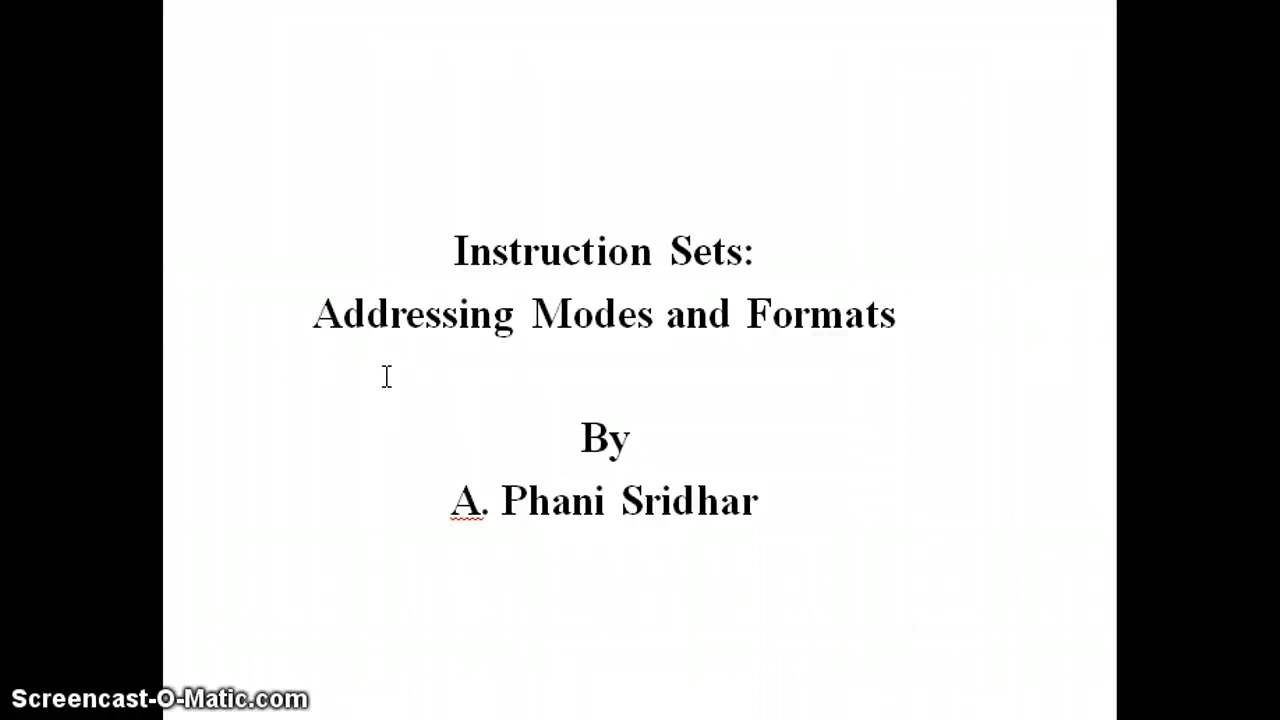 Instruction Sets:
Addressing Modes and Formats
By
A. Phani Sridhar
Screencast-O-Matic.com